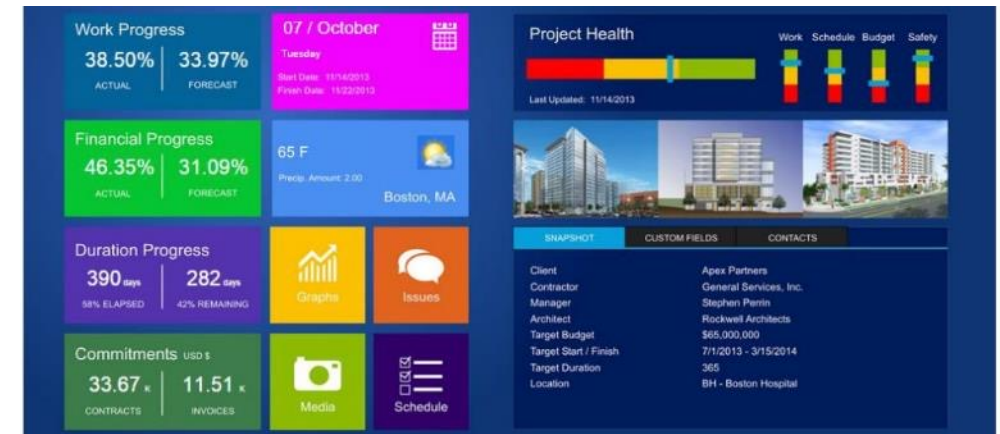 Work Progress
38.50% 33.97%
ACTUAL FORECAST
07 / October
Tuesday
Start Date: 11/14/2013
Finish Date: 11/22/2013
Financial Progress
46.35% 31.09%
ACTUAL FORECAST
65 F
Precip. Amount: 2.00
Boston, MA
Duration Progress
390 days 282 days
58% ELAPSED 42% REMAINING
Graphs
Issues
Commitments USD $
33.67 K 11.51 K
CONTRACTS INVOICES
Media
Schedule
Project Health
Work Schedule Budget Safety
Last Updated: 11/14/2013
SNAPSHOT CUSTOM FIELDS CONTACTS
Client Apex Partners
Contractor General Services, Inc.
Manager Stephen Perrin
Architect Rockwell Architects
Target Budget $65,000,000
Target Start / Finish 7/1/2013 - 3/15/2014
Target Duration 365
Location BH - Boston Hospital